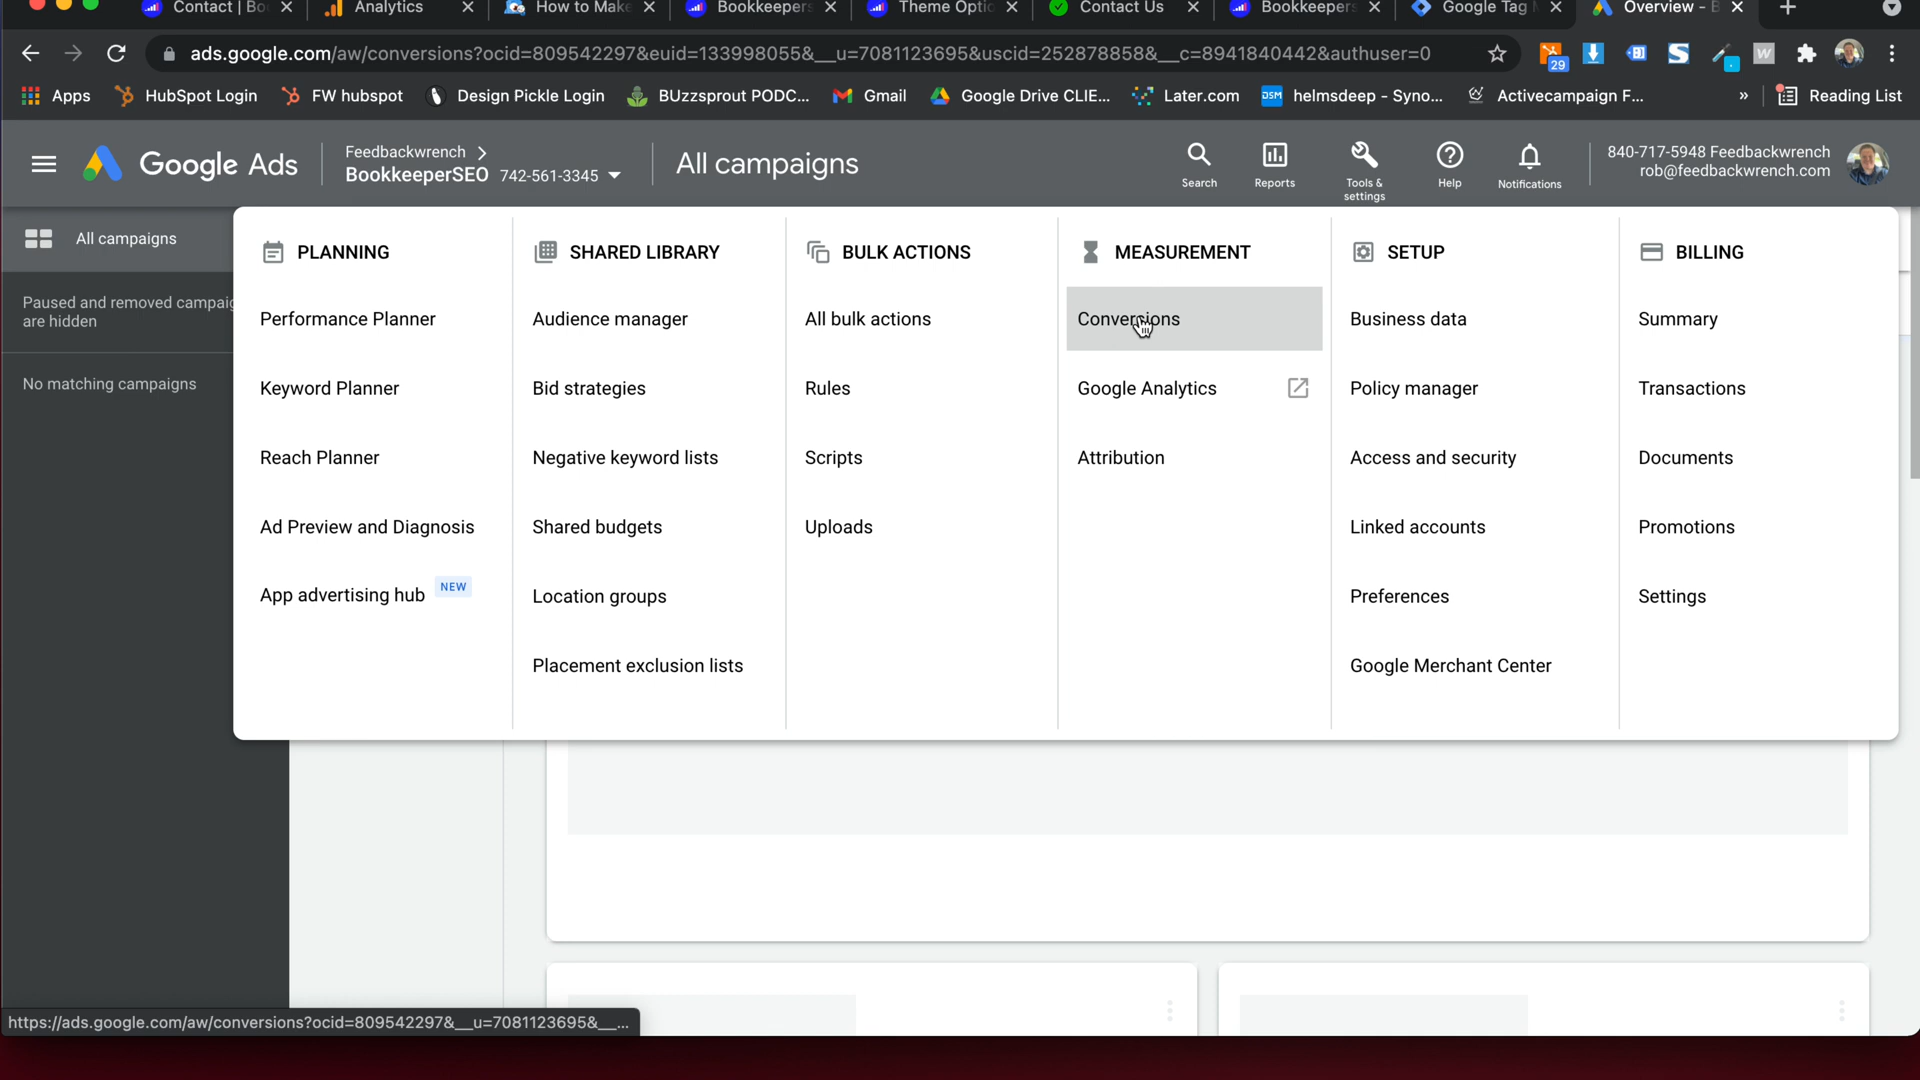 Contact | Bo
Analytics
How to Make
Bookkeepers
Theme Optio
Contact Us
Bookkeepers
Google Tag M
Overview - B
ads.google.com/aw/conversions?ocid=809542297&euid=133998055&__u=7081123695&uscid=252878858&__c=8941840442&authuser=0
29
Apps
HubSpot Login
FW hubspot
Design Pickle Login
BUzzsprout PODC...
Gmail
Google Drive CLIE...
Later.com
DSM
helmsdeep - Syno...
Activecampaign F...
»
Reading List
Google Ads
Feedbackwrench
BookkeeperSEO 742-561-3345
All campaigns
Search
Reports
Tools &
settings
Help
Notifications
840-717-5948 Feedbackwrench
rob@feedbackwrench.com
All campaigns
Paused and removed campaig
are hidden
No matching campaigns
PLANNING
Performance Planner
Keyword Planner
Reach Planner
Ad Preview and Diagnosis
App advertising hub NEW
SHARED LIBRARY
Audience manager
Bid strategies
Negative keyword lists
Shared budgets
Location groups
Placement exclusion lists
BULK ACTIONS
All bulk actions
Rules
Scripts
Uploads
MEASUREMENT
Conversions
Google Analytics
Attribution
SETUP
Business data
Policy manager
Access and security
Linked accounts
Preferences
Google Merchant Center
BILLING
Summary
Transactions
Documents
Promotions
Settings
https://ads.google.com/aw/conversions?ocid=809542297&__u=7081123695&__...